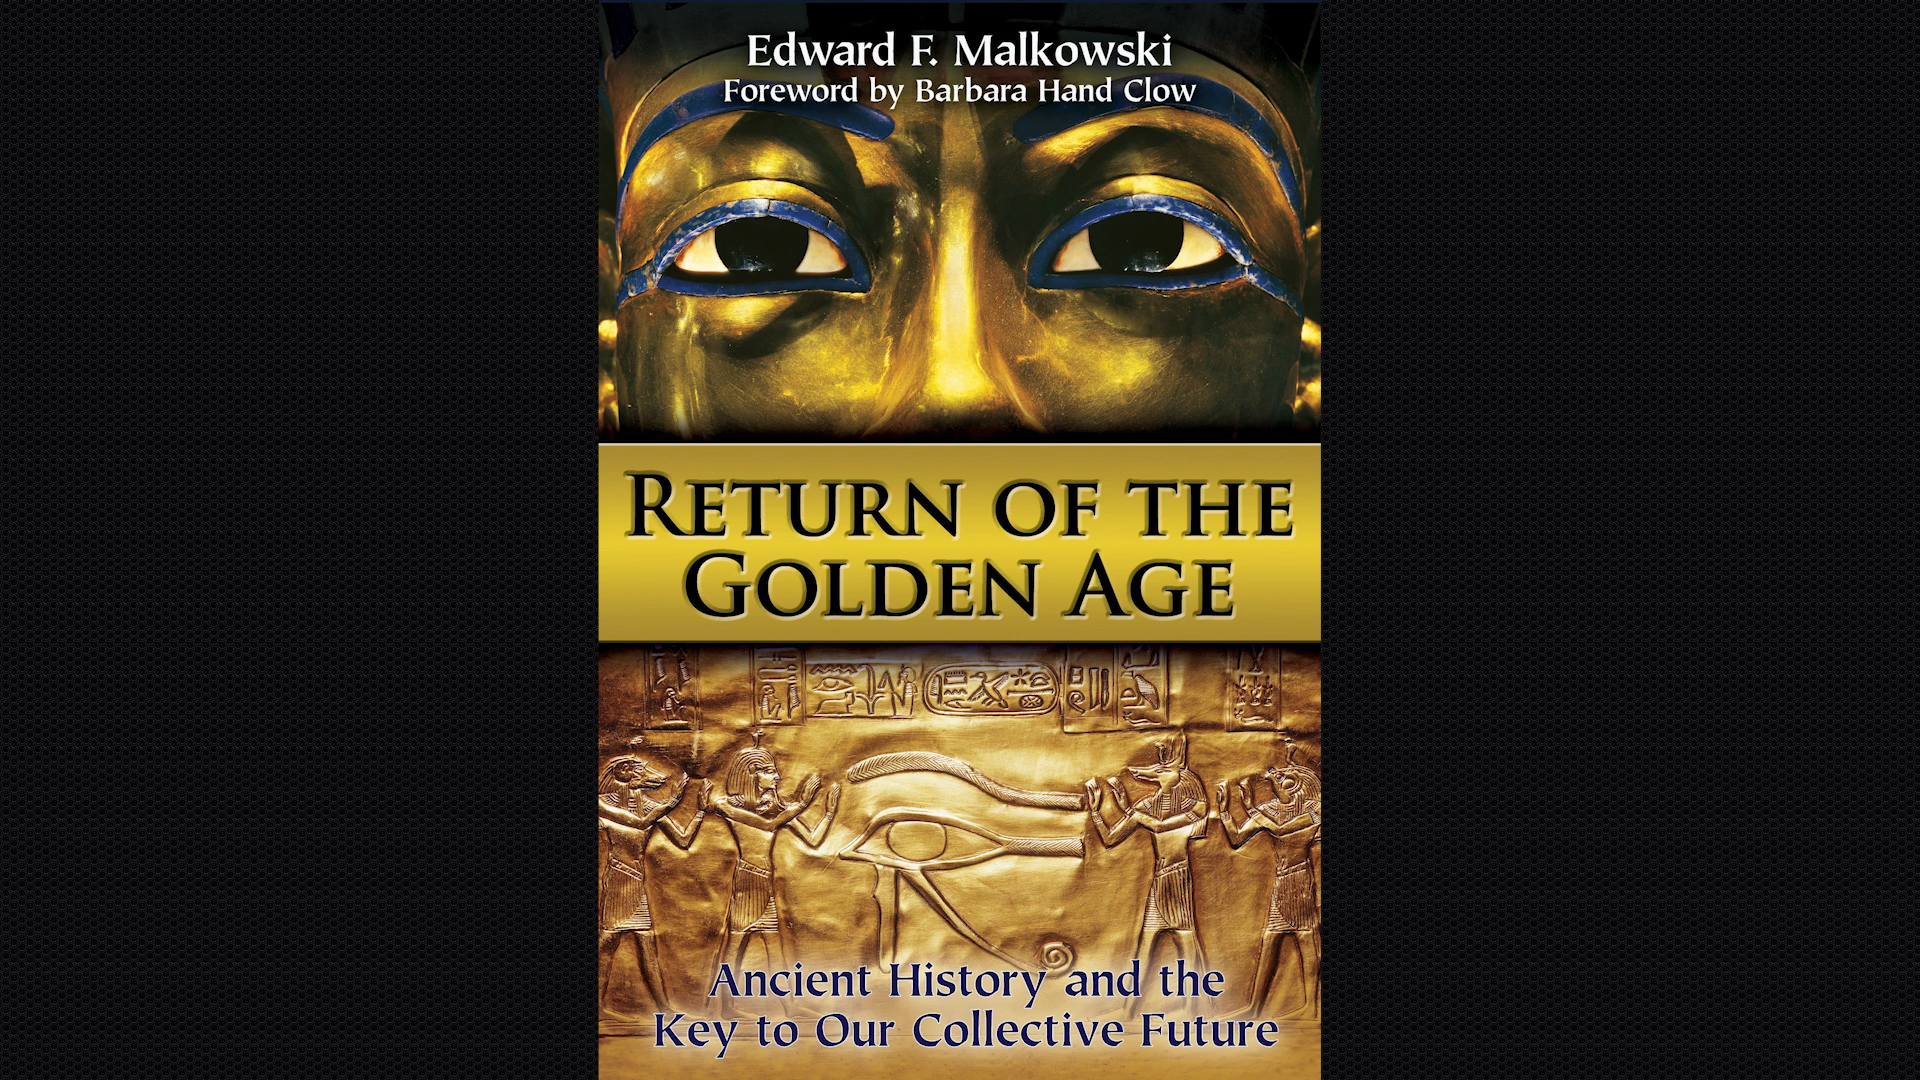 Edward F. Malkowski
Foreword by Barbara Hand Clow
RETURN OF THE
GOLDEN AGE
Ancient History and the
Key to Our Collective Future